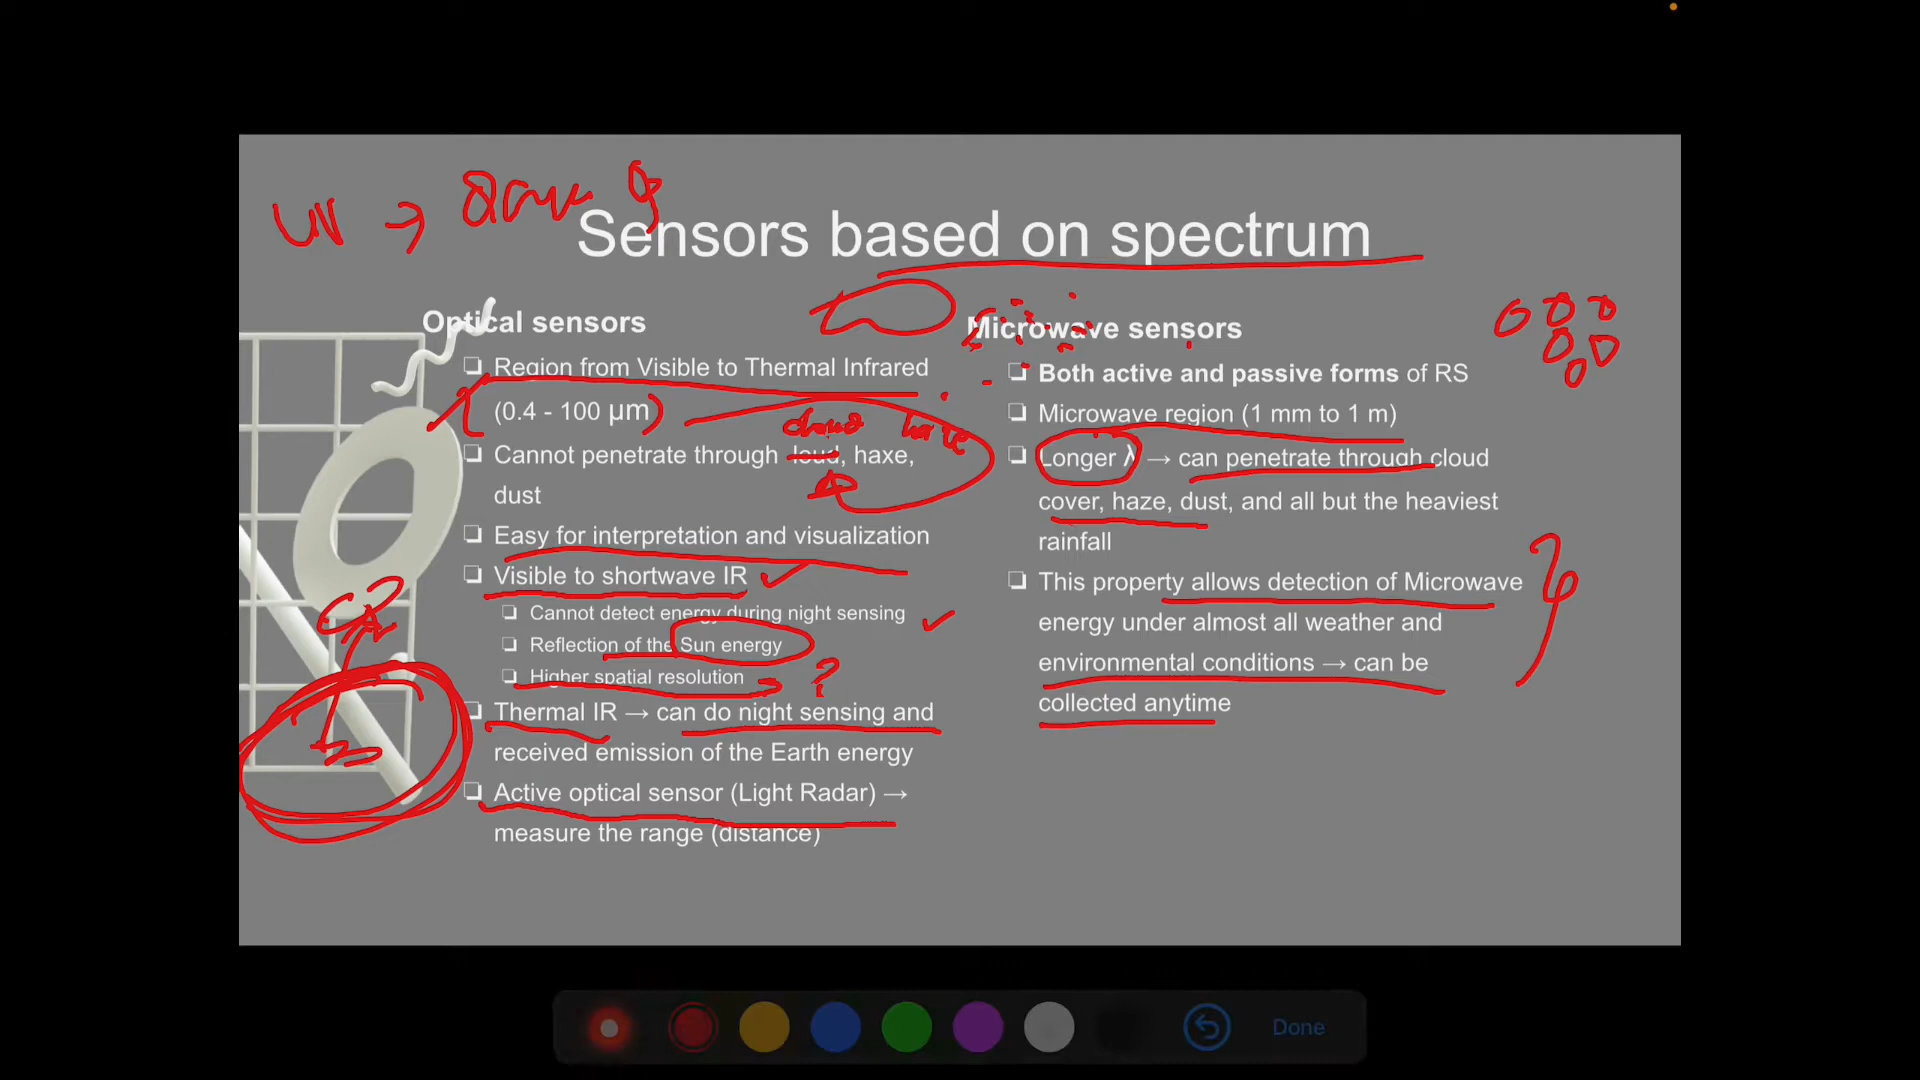 UV →
Sensors based on spectrum
Optical sensors
❑ Region from Visible to Thermal Infrared
(0.4 - 100 μm)
cloud haze
❑ Cannot penetrate through loud, haxe,
dust
❑ Easy for interpretation and visualization
❑ Visible to shortwave IR
❑ Cannot detect energy during night sensing
❑ Reflection of the Sun energy
❑ Higher spatial resolution → ?
❑ Thermal IR → can do night sensing and
received emission of the Earth energy
❑ Active optical sensor (Light Radar) →
measure the range (distance)
Microwave sensors
❑ Both active and passive forms of RS
❑ Microwave region (1 mm to 1 m)
❑ Longer λ → can penetrate through cloud
cover, haze, dust, and all but the heaviest
rainfall
❑ This property allows detection of Microwave
energy under almost all weather and
environmental conditions → can be
collected anytime
Done